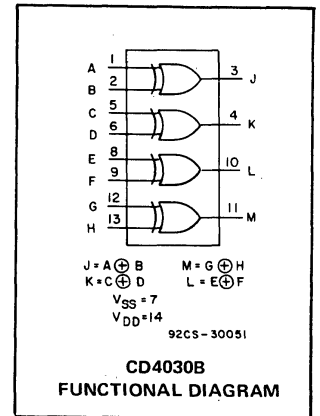 A 1
B 2
3 J
C 5
D 6
4 K
E 8
F 9
10 L
G 12
H 13
11 M
J = A ⊕ B M = G ⊕ H
K = C ⊕ D L = E ⊕ F
VSS = 7
VDD = 14
92CS-30051
CD4030B
FUNCTIONAL DIAGRAM